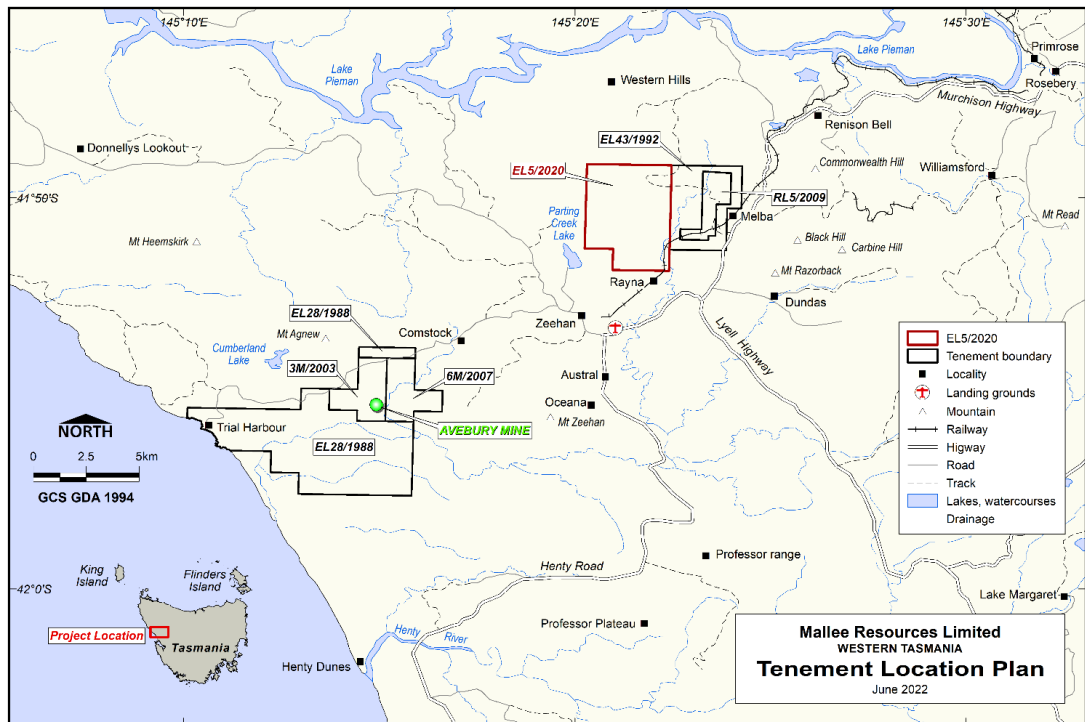 145°10'E
145°20'E
145°30'E
Lake Pieman
Primrose
Lake
Pieman
Western Hills
Rosebery
Murchison Highway
Renison Bell
EL43/1992
Donnellys Lookout
Commonwealth Hill
EL5/2020
Williamsford
41°50'S
RL5/2009
Parting
Creek
Lake
Melba
Mt Read
Mt Heemskirk
Black Hill
Carbine Hill
Mt Razorback
Rayna
Dundas
EL28/1988
Zeehan
Mt Agnew
Comstock
Lyell Highway
Cumberland
Lake
3M/2003
6M/2007
Austral
Oceana
Mt Zeehan
AVEBURY MINE
Trial Harbour
EL28/1988
NORTH
0 2.5 5km
GCS GDA 1994
EL5/2020
Tenement boundary
Locality
Landing grounds
Mountain
Railway
Higway
Road
Track
Lakes, watercourses
Drainage
Professor range
Henty Road
King
Island
Flinders
Island
42°0'S
Lake Margaret
Project Location
Tasmania
Professor Plateau
Henty
River
Henty Dunes
Mallee Resources Limited
WESTERN TASMANIA
Tenement Location Plan
June 2022